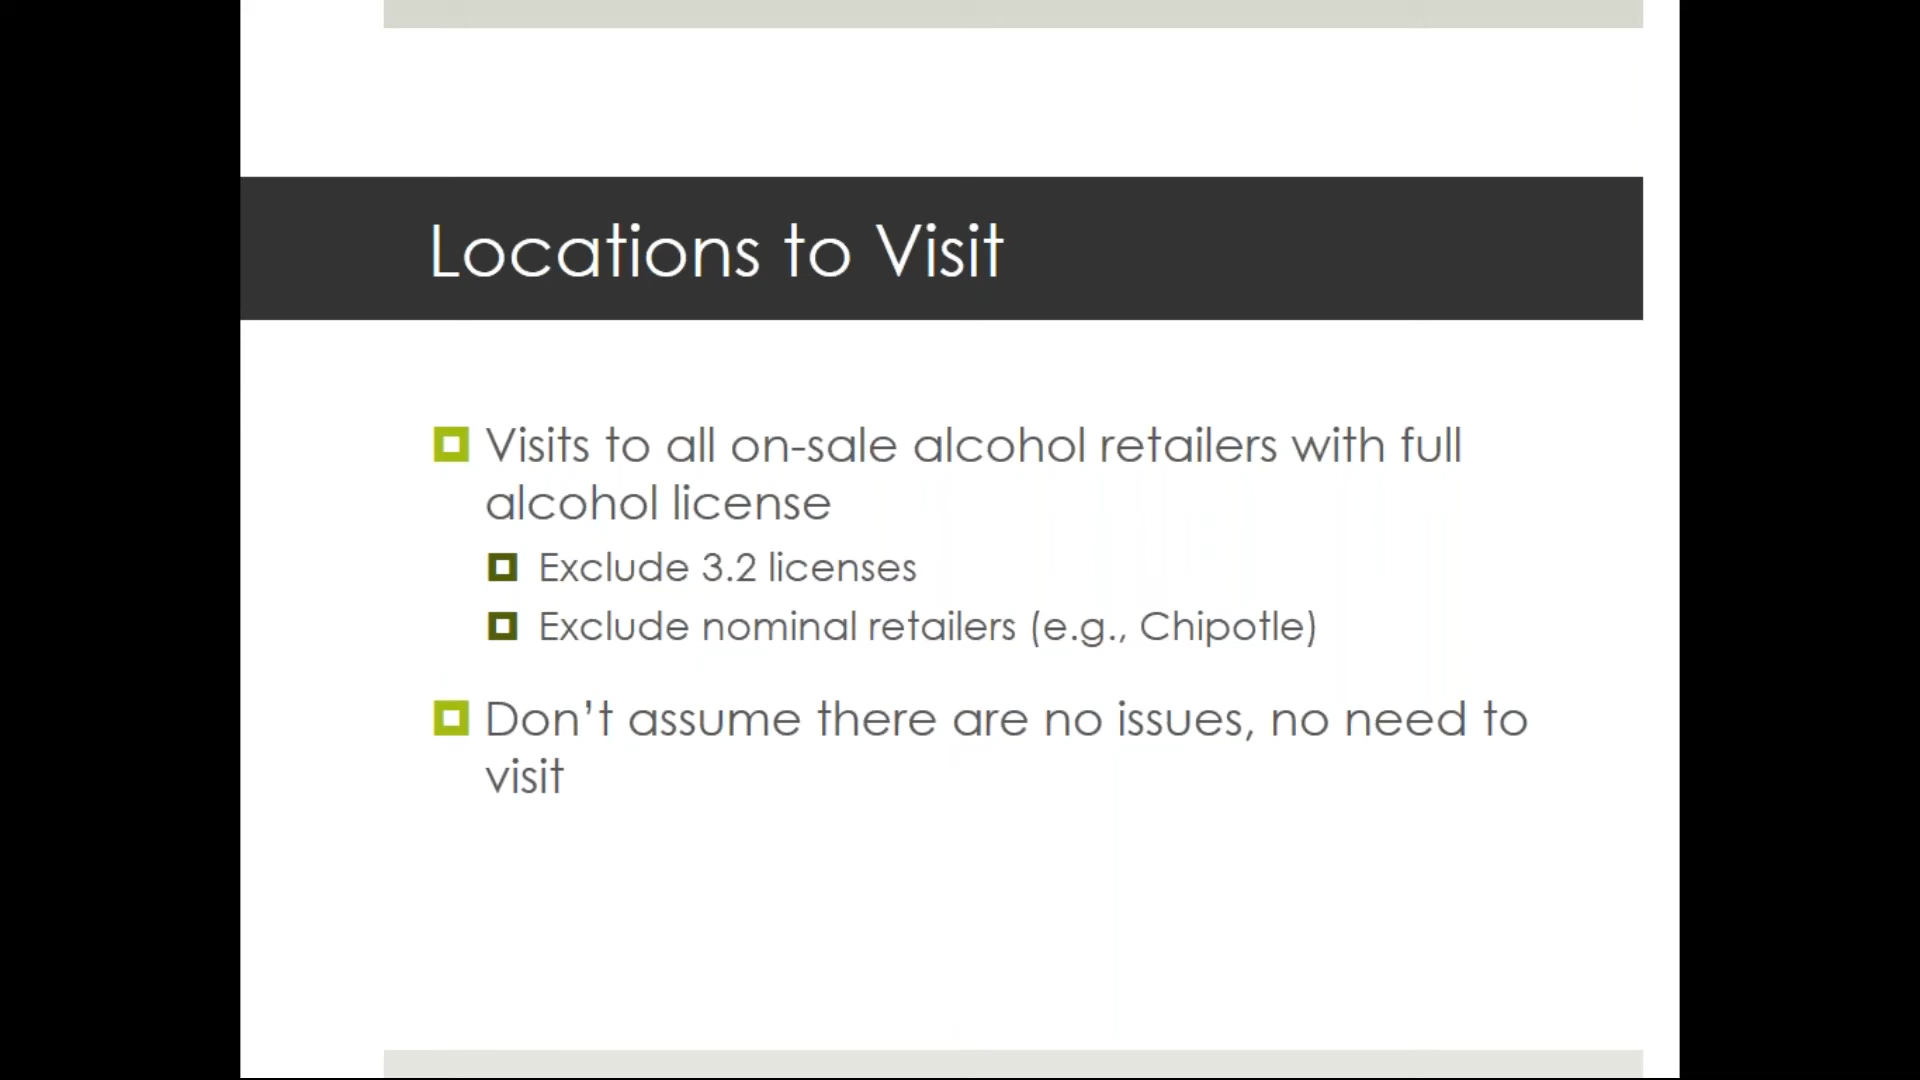 Locations to Visit
Visits to all on-sale alcohol retailers with full
alcohol license
Exclude 3.2 licenses
Exclude nominal retailers (e.g., Chipotle)
Don’t assume there are no issues, no need to
visit